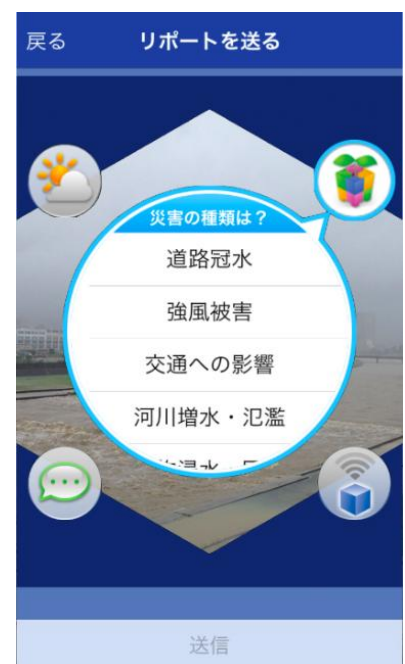 戻る
リポートを送る
災害の種類は？
道路冠水
強風被害
交通への影響
河川増水・氾濫
送信